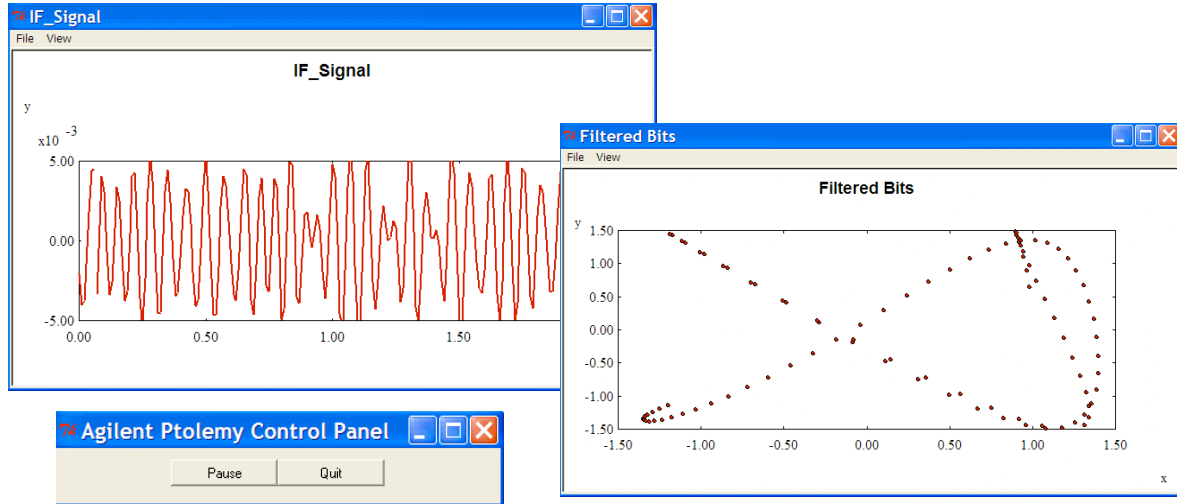 IF_Signal
File View
IF_Signal
y
x10 -3
5.00
0.00
-5.00
0.00 0.50 1.00 1.50
Filtered Bits
File View
Filtered Bits
y
1.50
1.00
0.50
0.00
-0.50
-1.00
-1.50
-1.50 -1.00 -0.50 0.00 0.50 1.00 1.50
x
Agilent Ptolemy Control Panel
Pause Quit